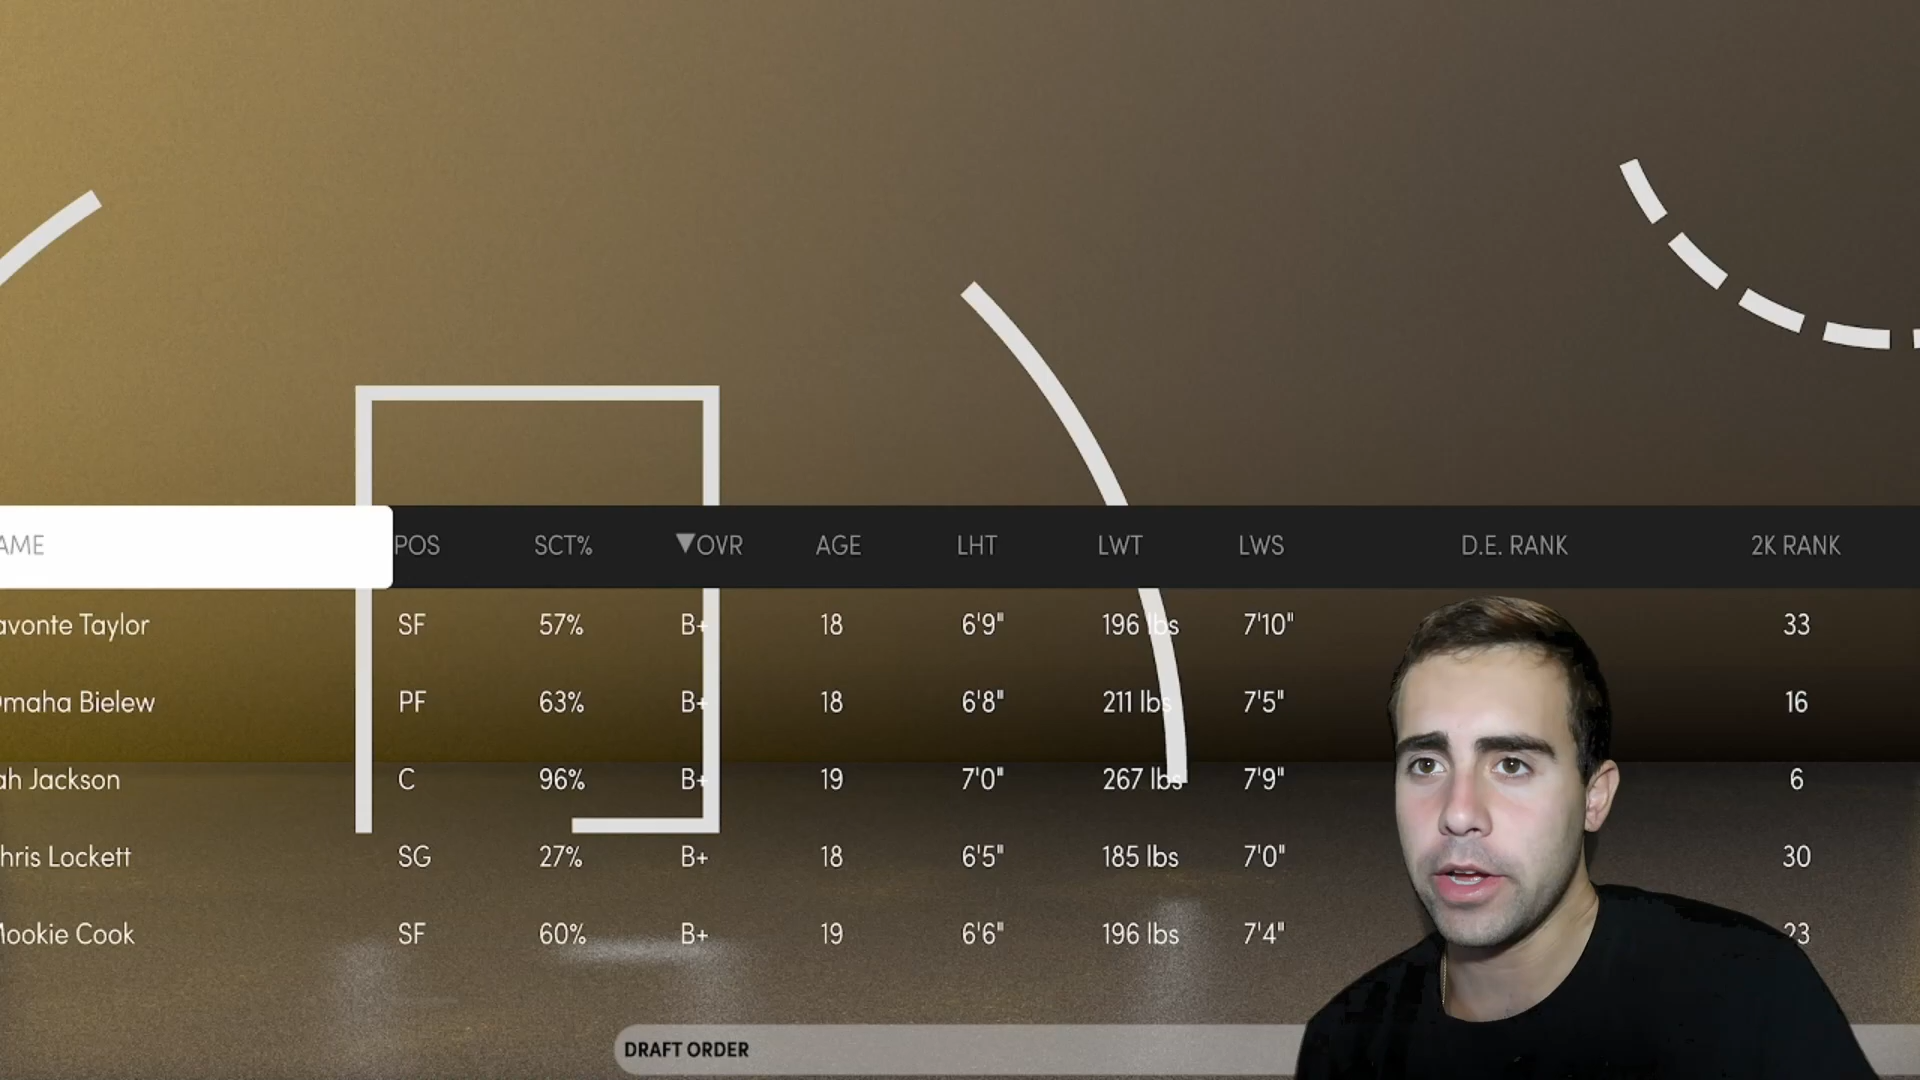 AME POS SCT% ▼OVR AGE LHT LWT LWS D.E. RANK 2K RANK
avonte Taylor SF 57% B+ 18 6'9" 196 lbs 7'10" 33
maha Bielew PF 63% B+ 18 6'8" 211 lbs 7'5" 16
ah Jackson C 96% B+ 19 7'0" 267 lbs 7'9" 6
hris Lockett SG 27% B+ 18 6'5" 185 lbs 7'0" 30
ookie Cook SF 60% B+ 19 6'6" 196 lbs 7'4" 23
DRAFT ORDER